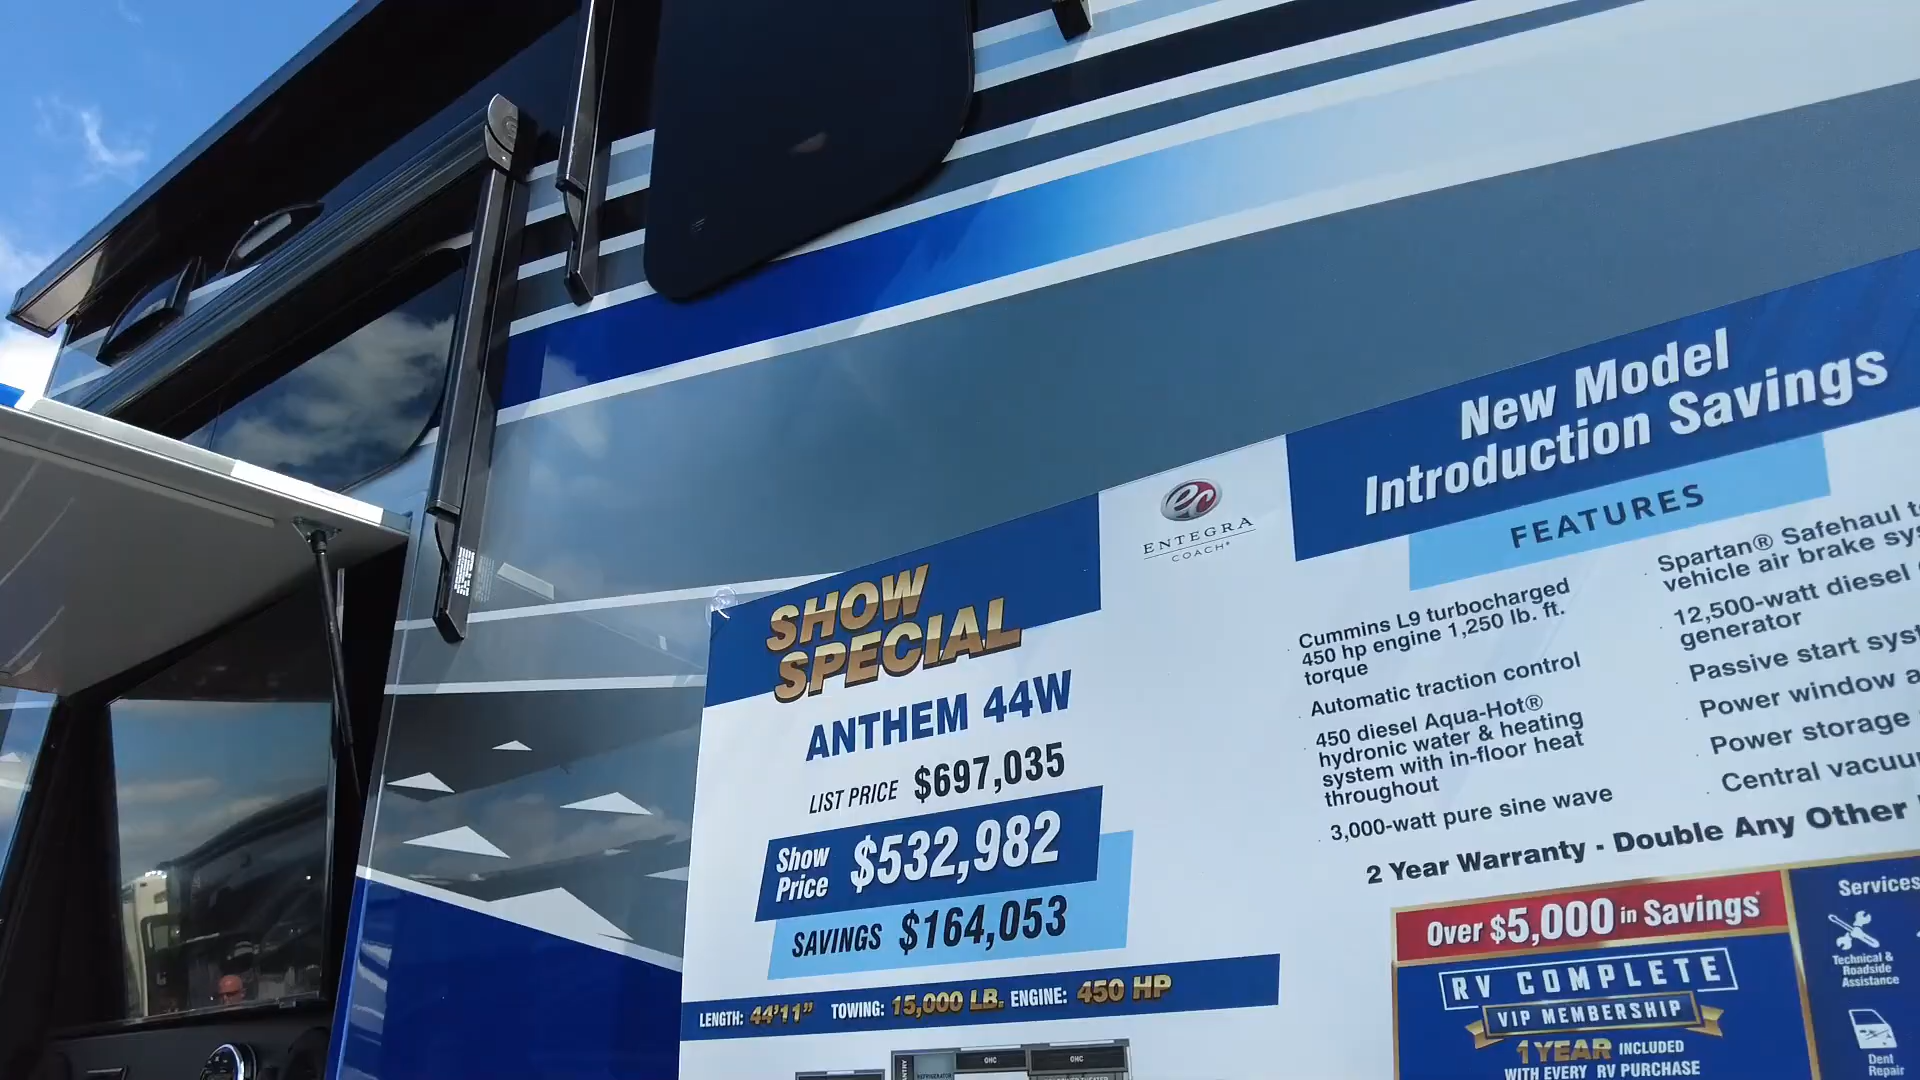 New Model
Introduction Savings
ec
ENTEGRA
COACH®
FEATURES
SHOW
SPECIAL
ANTHEM 44W
LIST PRICE $697,035
Show
Price $532,982
SAVINGS $164,053
LENGTH: 44'11" TOWING: 15,000 LB. ENGINE: 450 HP
OHC
OHC
REFRIGERATOR
Cummins L9 turbocharged
450 hp engine 1,250 lb. ft.
torque
Automatic traction control
450 diesel Aqua-Hot®
hydronic water & heating
system with in-floor heat
throughout
3,000-watt pure sine wave
Spartan® Safehaul
vehicle air brake
12,500-watt diesel
generator
Passive start
Power window
Power storage
Central
2 Year Warranty - Double Any Other
Over $5,000 in Savings*
RV COMPLETE
VIP MEMBERSHIP
1 YEAR INCLUDED
WITH EVERY RV PURCHASE
Services
Technical &
Roadside
Assistance
Dent
Repair